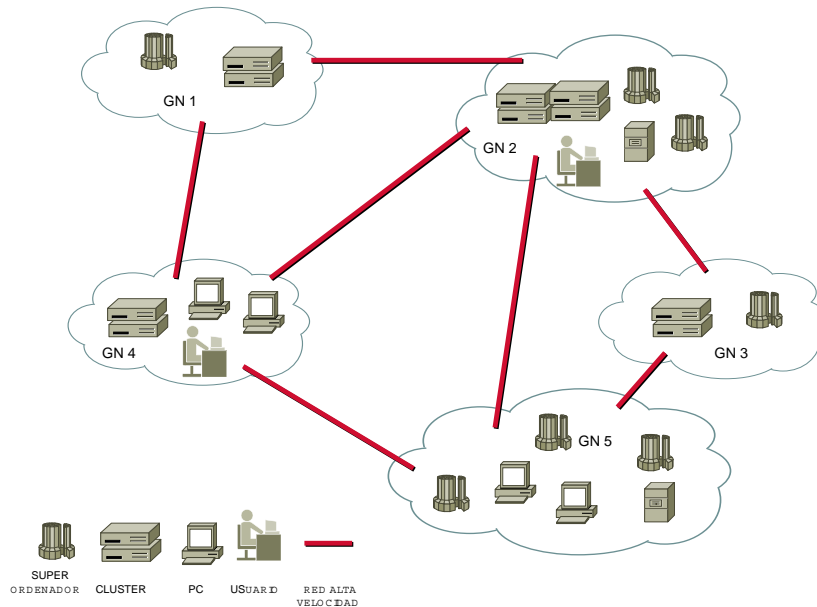 GN 1
GN 2
GN 4
GN 3
GN 5
SUPER
ORDENADOR
CLUSTER
PC
USUARIO
RED ALTA
VELOCIDAD